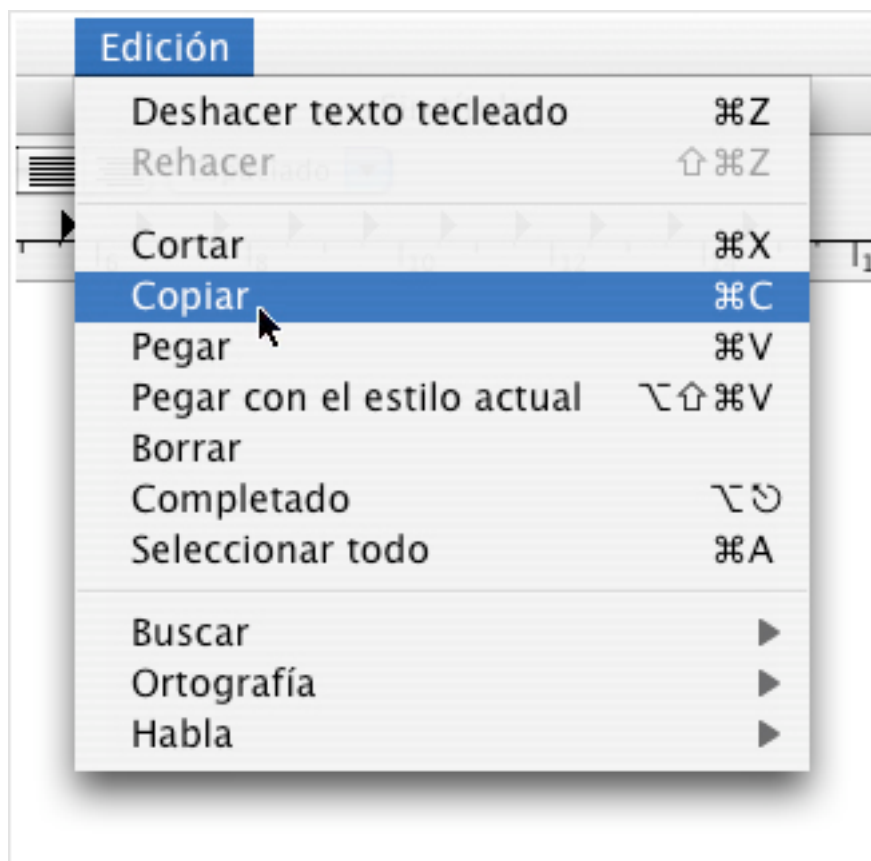 Edición
Deshacer texto tecleado ⌘Z
Rehacer ⇧⌘Z
Cortar ⌘X
Copiar ⌘C
Pegar ⌘V
Pegar con el estilo actual ⌥⇧⌘V
Borrar
Completado ⌥⎋
Seleccionar todo ⌘A
Buscar ▶
Ortografía ▶
Habla ▶